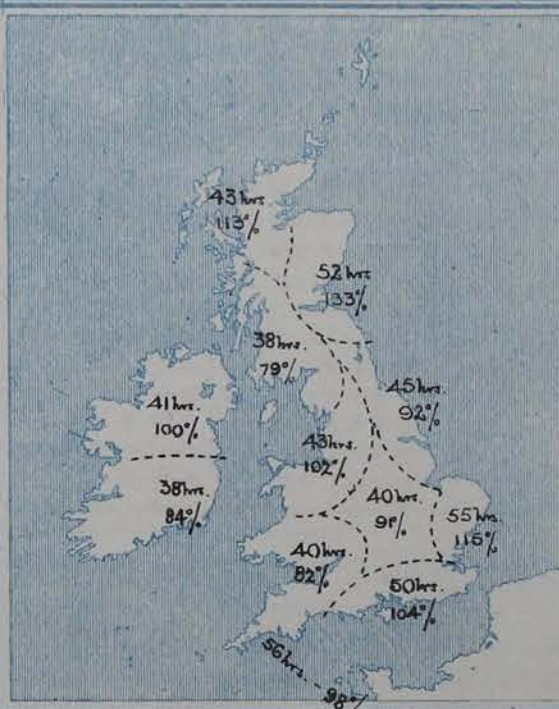 43 hrs.
113%
52 hrs
133%
38 hrs.
79%
45 hrs
92%
41 hrs.
100%
43 hrs
102%
38 hrs.
84%
40 hrs.
55 hrs
115%
40 hrs.
82%
50 hrs.
104%
56 hrs.
98%